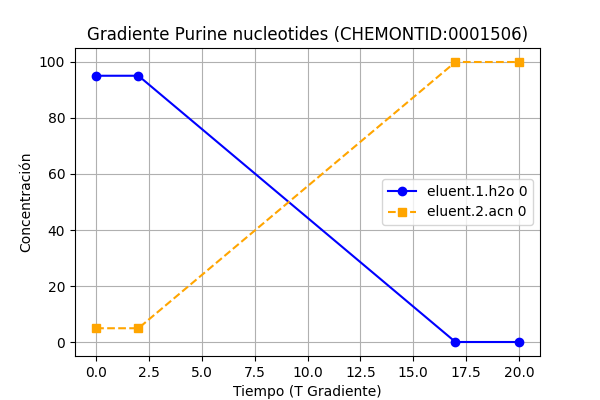 Gradiente Purine nucleotides (CHEMONTID:0001506)
100
80
60
40
20
0
Concentración
eluent.1.h2o 0
eluent.2.acn 0
0.0 2.5 5.0 7.5 10.0 12.5 15.0 17.5 20.0
Tiempo (T Gradiente)